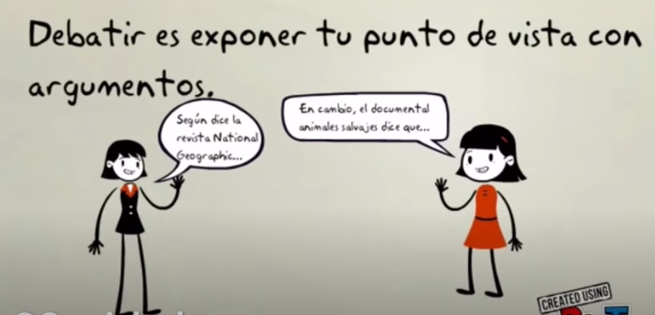 Debatir es exponer tu punto de vista con
argumentos.
Según dice la
revista National
Geographic...
En cambio, el documental
animales salvajes dice que...
CREATED USING